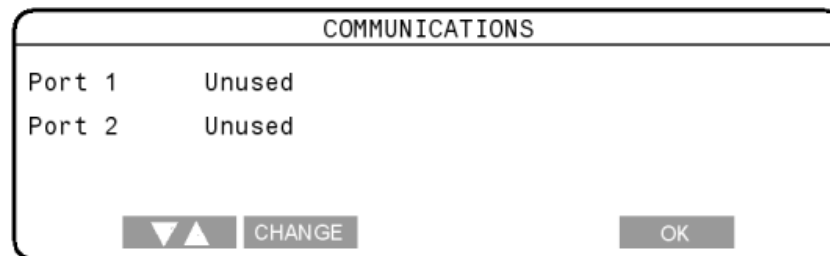 COMMUNICATIONS
Port 1 Unused
Port 2 Unused
▼▲ CHANGE OK